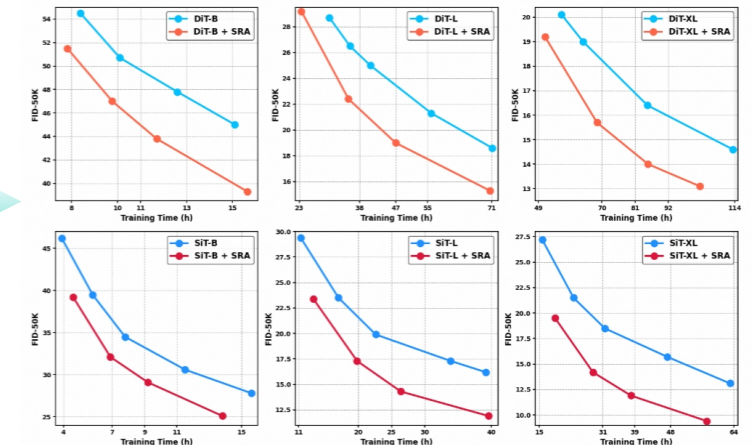 DiT-B
DiT-B + SRA
FID-50K
54
52
50
48
46
44
42
40
8 10 11 13 15
Training Time (h)
DiT-L
DiT-L + SRA
FID-50K
28
26
24
22
20
18
16
23 38 47 55 71
Training Time (h)
DiT-XL
DiT-XL + SRA
FID-50K
20
19
18
17
16
15
14
13
49 70 81 92 114
Training Time (h)
SiT-B
SiT-B + SRA
FID-50K
45
40
35
30
25
4 7 9 11 15
Training Time (h)
SiT-L
SiT-L + SRA
FID-50K
30.0
27.5
25.0
22.5
20.0
17.5
15.0
12.5
11 20 25 30 40
Training Time (h)
SiT-XL
SiT-XL + SRA
FID-50K
27.5
25.0
22.5
20.0
17.5
15.0
12.5
10.0
15 31 39 48 64
Training Time (h)